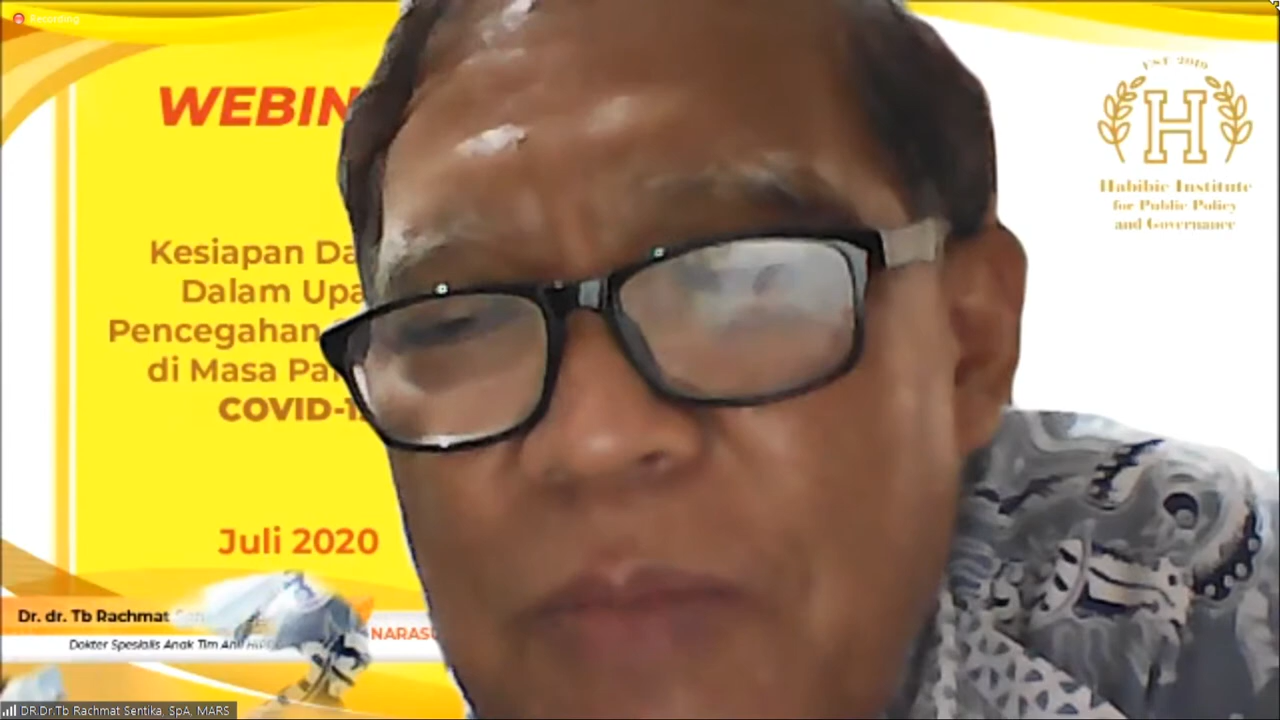 Recording
EST 2019
WEBIN
H
Habibie Institute
for Public Policy
and Governance
Kesiapan Da
Dalam Upa
Pencegahan
di Masa Pan
COVID-1
Juli 2020
Dr. dr. Tb Rachmat Sen
NARASU
Dokter Spesialis Anak Tim Ahli
DR.Dr.Tb Rachmat Sentika, SpA, MARS